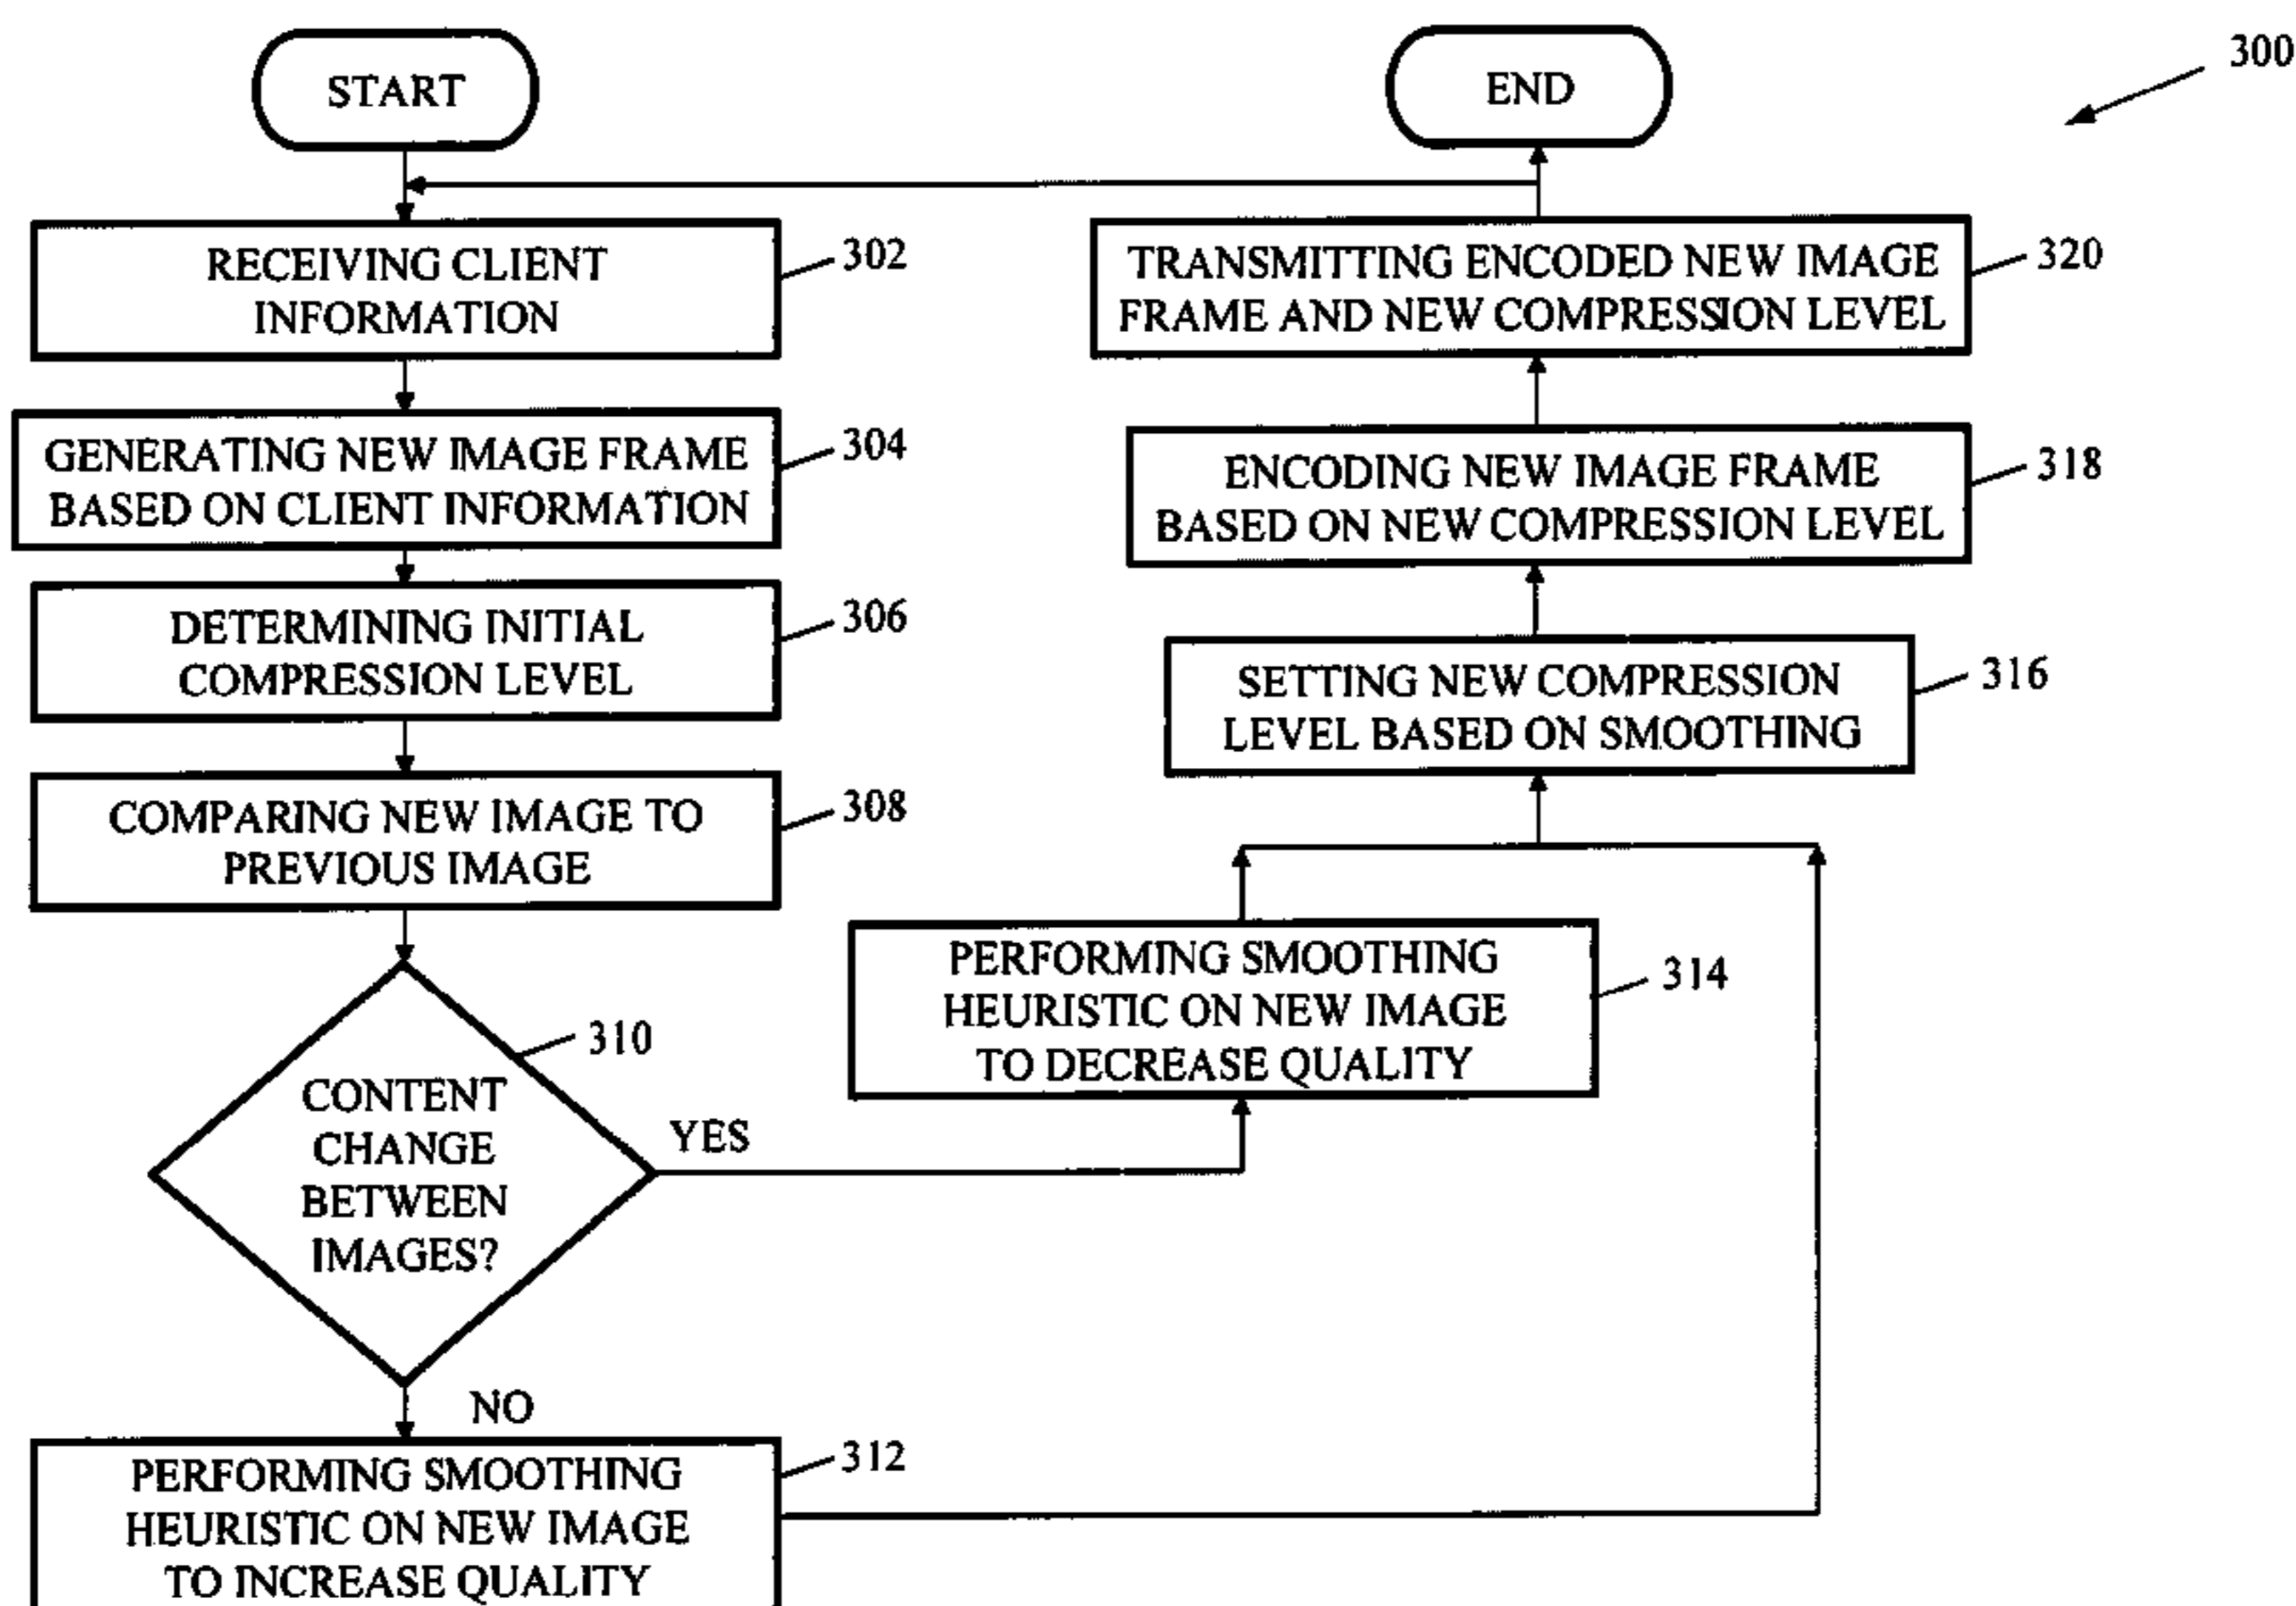 START
END
300
RECEIVING CLIENT
INFORMATION
302
GENERATING NEW IMAGE FRAME
BASED ON CLIENT INFORMATION
304
DETERMINING INITIAL
COMPRESSION LEVEL
306
COMPARING NEW IMAGE TO
PREVIOUS IMAGE
308
CONTENT
CHANGE
BETWEEN
IMAGES?
310
YES
NO
PERFORMING SMOOTHING
HEURISTIC ON NEW IMAGE
TO INCREASE QUALITY
312
PERFORMING SMOOTHING
HEURISTIC ON NEW IMAGE
TO DECREASE QUALITY
314
SETTING NEW COMPRESSION
LEVEL BASED ON SMOOTHING
316
ENCODING NEW IMAGE FRAME
BASED ON NEW COMPRESSION LEVEL
318
TRANSMITTING ENCODED NEW IMAGE
FRAME AND NEW COMPRESSION LEVEL
320